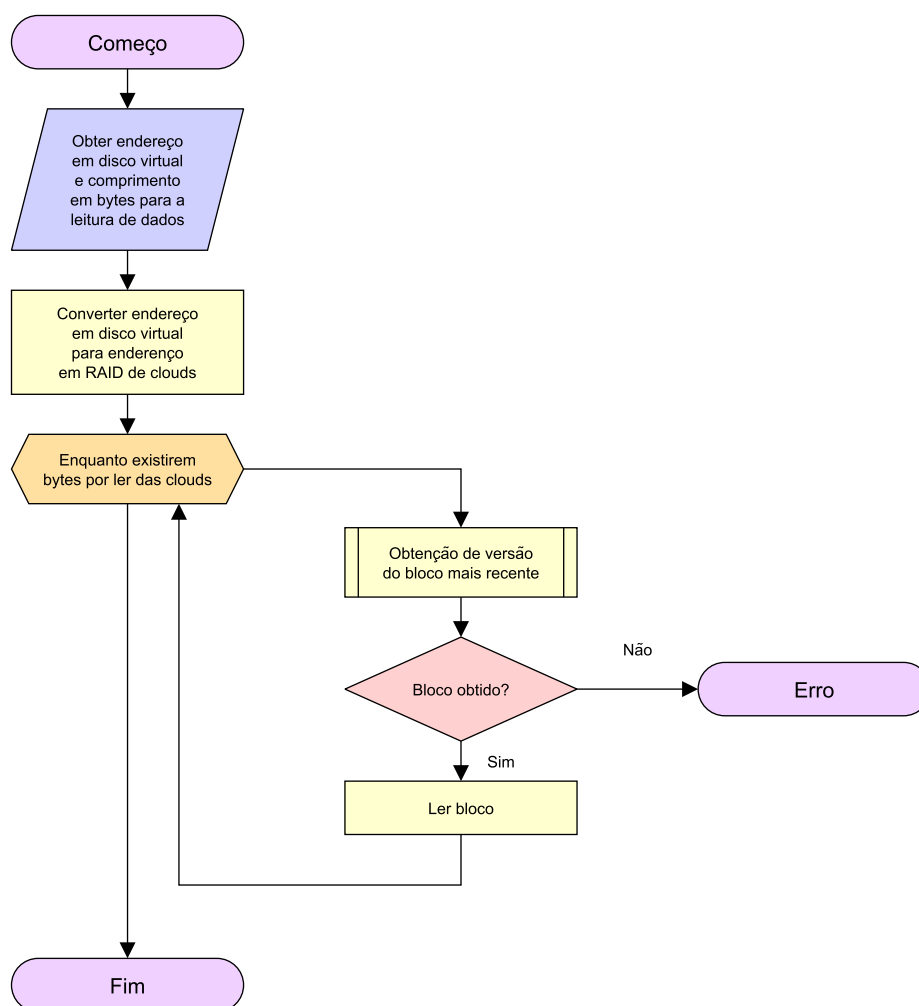 Começo
Obter endereço
em disco virtual
e comprimento
em bytes para a
leitura de dados
Converter endereço
em disco virtual
para enderenço
em RAID de clouds
Enquanto existirem
bytes por ler das clouds
Obtenção de versão
do bloco mais recente
Não
Bloco obtido?
Erro
Sim
Ler bloco
Fim